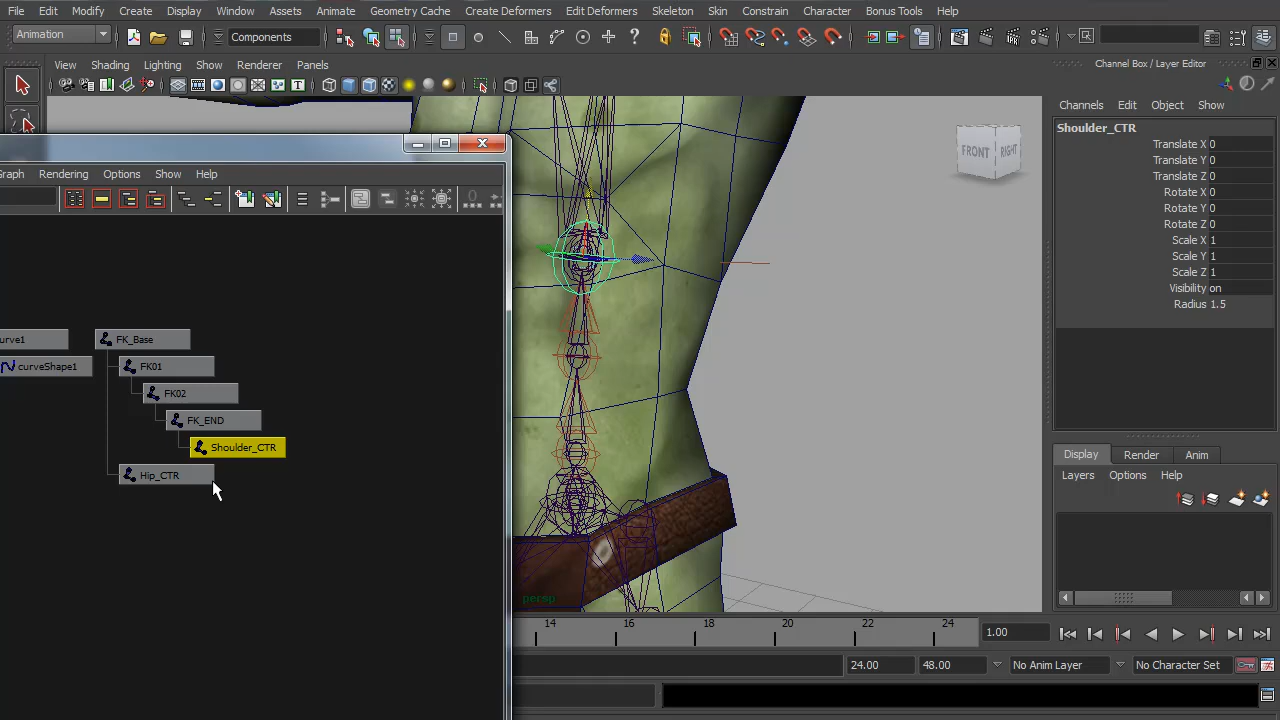 File Edit Modify Create Display Window Assets Animate Geometry Cache Create Deformers Edit Deformers Skeleton Skin Constrain Character Bonus Tools Help
Animation Components
View Shading Lighting Show Renderer Panels
Channel Box / Layer Editor
Channels Edit Object Show
Shoulder_CTR
Translate X 0
Translate Y 0
Translate Z 0
Rotate X 0
Rotate Y 0
Rotate Z 0
Scale X 1
Scale Y 1
Scale Z 1
Visibility on
Radius 1.5
FRONT RIGHT
Rendering Options Show Help
FK_Base
curveShape1 FK01
FK02
FK_END
Shoulder_CTR
Hip_CTR
persp
Display Render Anim
Layers Options Help
14 16 18 20 22 24
1.00
24.00 48.00 No Anim Layer No Character Set